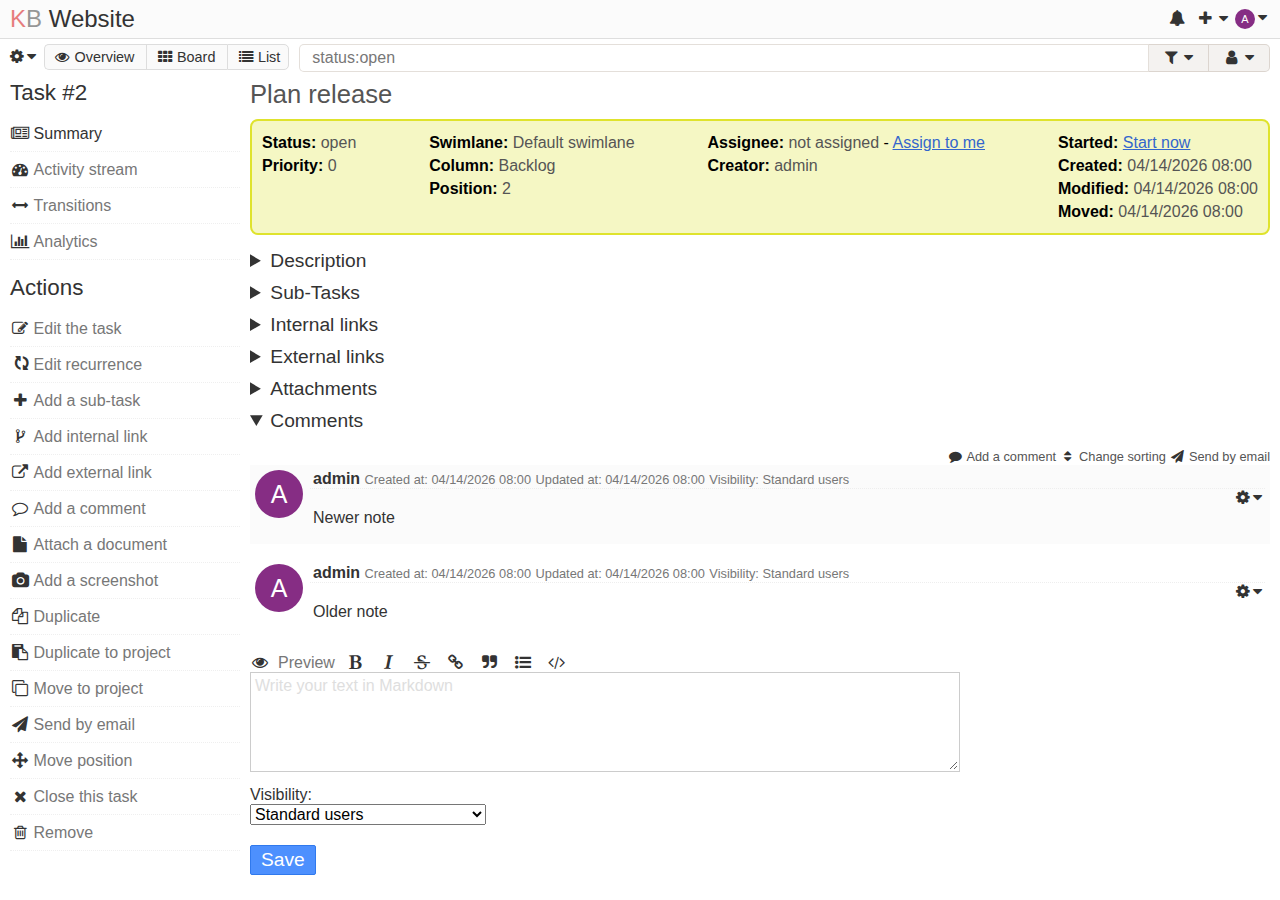 KB Website
A
Overview Board List status:open
Task #2
Summary
Activity stream
Transitions
Analytics
Actions
Edit the task
Edit recurrence
Add a sub-task
Add internal link
Add external link
Add a comment
Attach a document
Add a screenshot
Duplicate
Duplicate to project
Move to project
Send by email
Move position
Close this task
Remove
Plan release
Status: open
Priority: 0
Swimlane: Default swimlane
Column: Backlog
Position: 2
Assignee: not assigned - Assign to me
Creator: admin
Started: Start now
Created: 04/14/2026 08:00
Modified: 04/14/2026 08:00
Moved: 04/14/2026 08:00
Description
Sub-Tasks
Internal links
External links
Attachments
Comments
Add a comment Change sorting Send by email
A
admin Created at: 04/14/2026 08:00 Updated at: 04/14/2026 08:00 Visibility: Standard users
Newer note
A
admin Created at: 04/14/2026 08:00 Updated at: 04/14/2026 08:00 Visibility: Standard users
Older note
Preview B I S
Write your text in Markdown
Visibility:
Standard users
Save